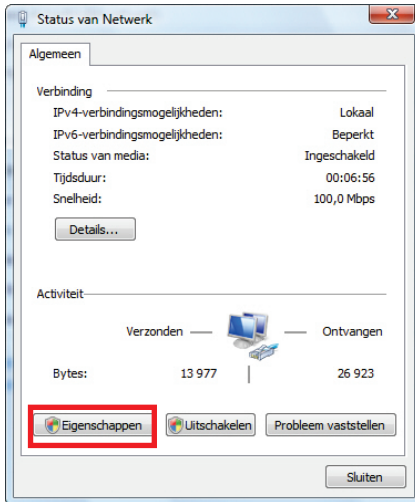 Status van Netwerk
Algemeen
Verbinding
IPv4-verbindingsmogelijkheden: Lokaal
IPv6-verbindingsmogelijkheden: Beperkt
Status van media: Ingeschakeld
Tijdsduur: 00:06:56
Snelheid: 100,0 Mbps
Details...
Activiteit
Verzonden Ontvangen
Bytes: 13 977 26 923
Eigenschappen Uitschakelen Probleem vaststellen
Sluiten